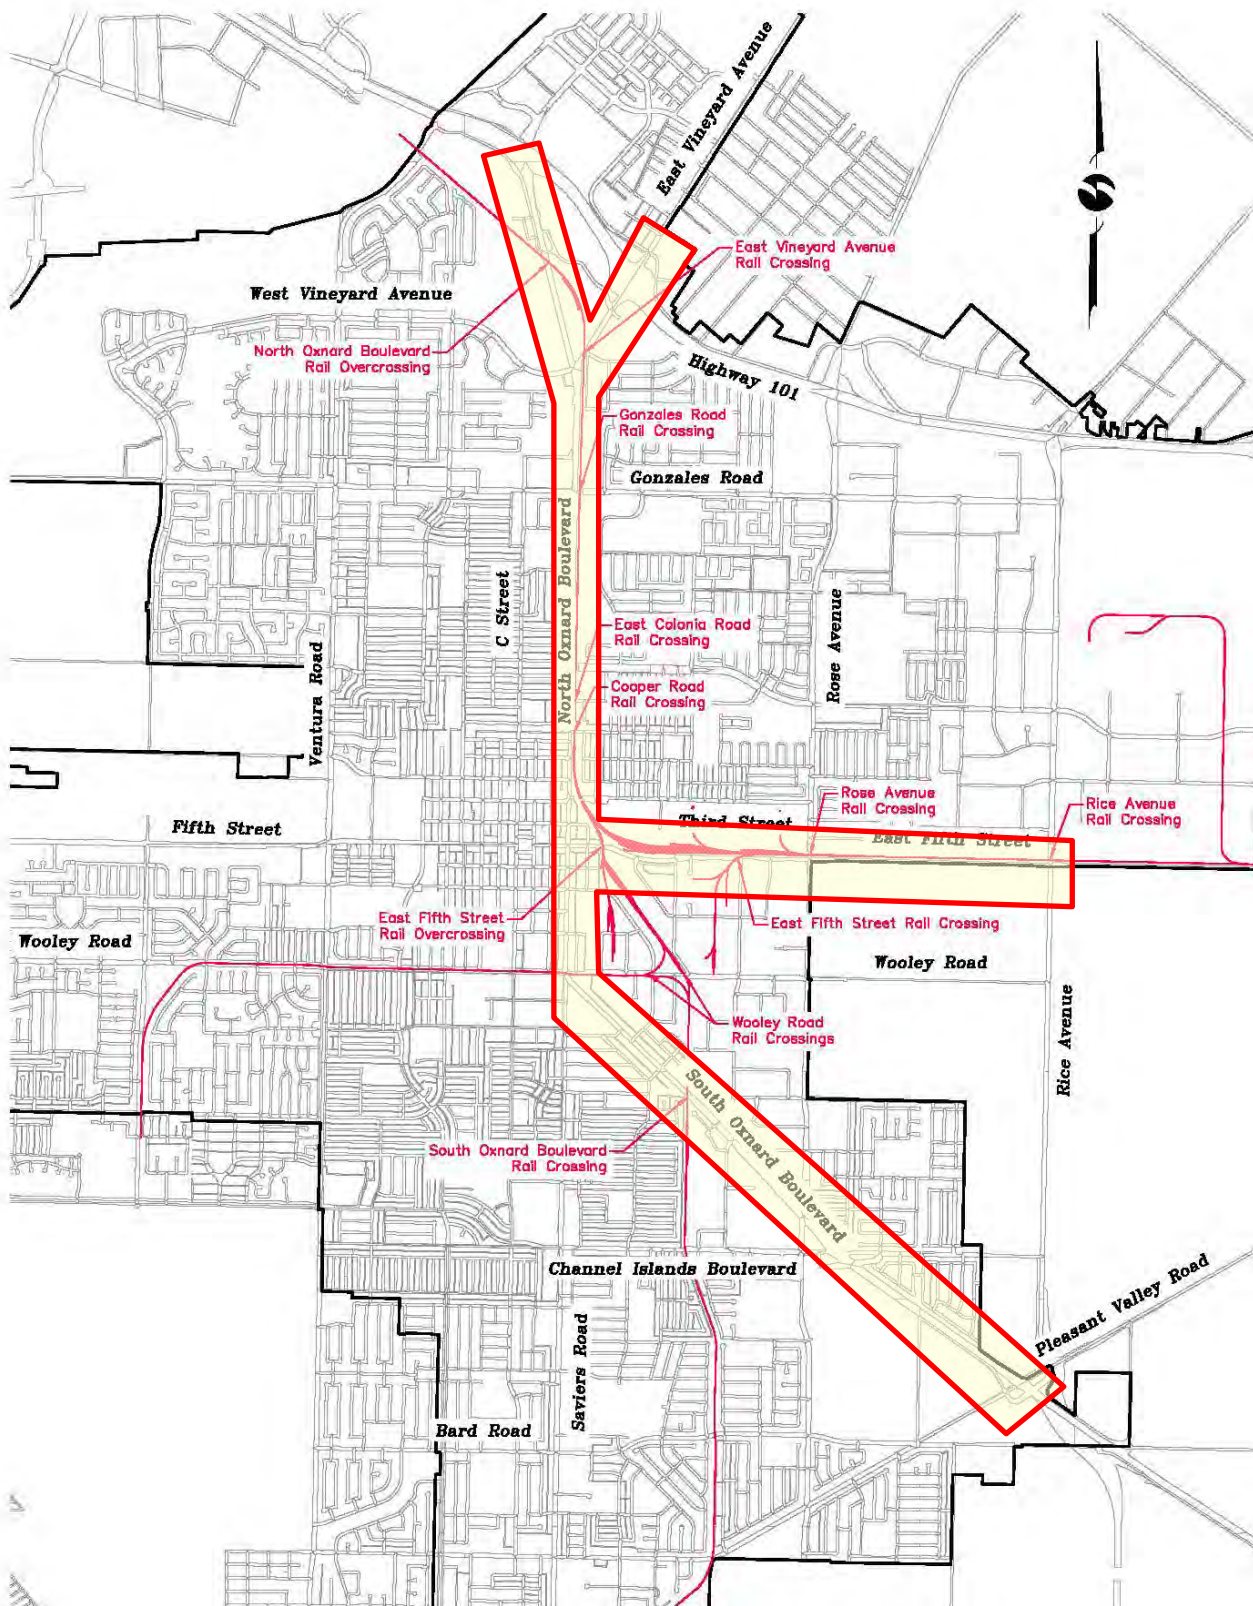 East Vineyard Avenue
East Vineyard Avenue
Rail Crossing
West Vineyard Avenue
North Oxnard Boulevard
Rail Overcrossing
Highway 101
Gonzales Road
Rail Crossing
Gonzales Road
North Oxnard Boulevard
C Street
East Colonia Road
Rail Crossing
Rose Avenue
Ventura Road
Cooper Road
Rail Crossing
Rose Avenue
Rail Crossing
Rice Avenue
Rail Crossing
Fifth Street
Third Street
East Fifth Street
East Fifth Street
Rail Overcrossing
East Fifth Street Rail Crossing
Wooley Road
Wooley Road
Rice Avenue
Wooley Road
Rail Crossings
South Oxnard Boulevard
South Oxnard Boulevard
Rail Crossing
Channel Islands Boulevard
Pleasant Valley Road
Saviers Road
Bard Road